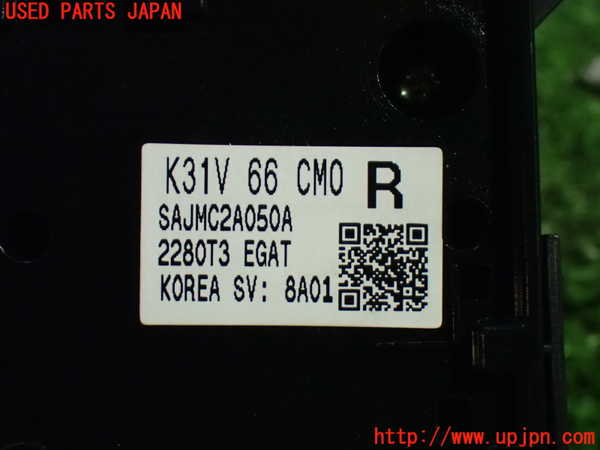 USED PARTS JAPAN
K31V 66 CM0 R
SAJMC2A050A
2280T3 EGAT
KOREA SV: 8A01
http://www.upjpn.com/